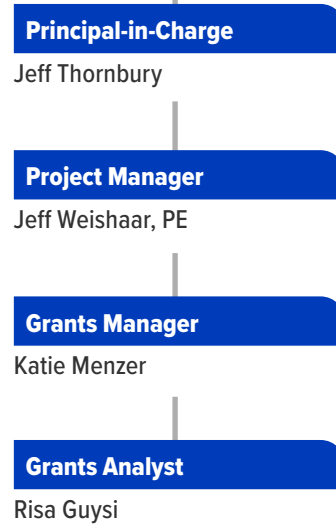 Principal-in-Charge
Jeff Thornbury
Project Manager
Jeff Weishaar, PE
Grants Manager
Katie Menzer
Grants Analyst
Risa Guysi